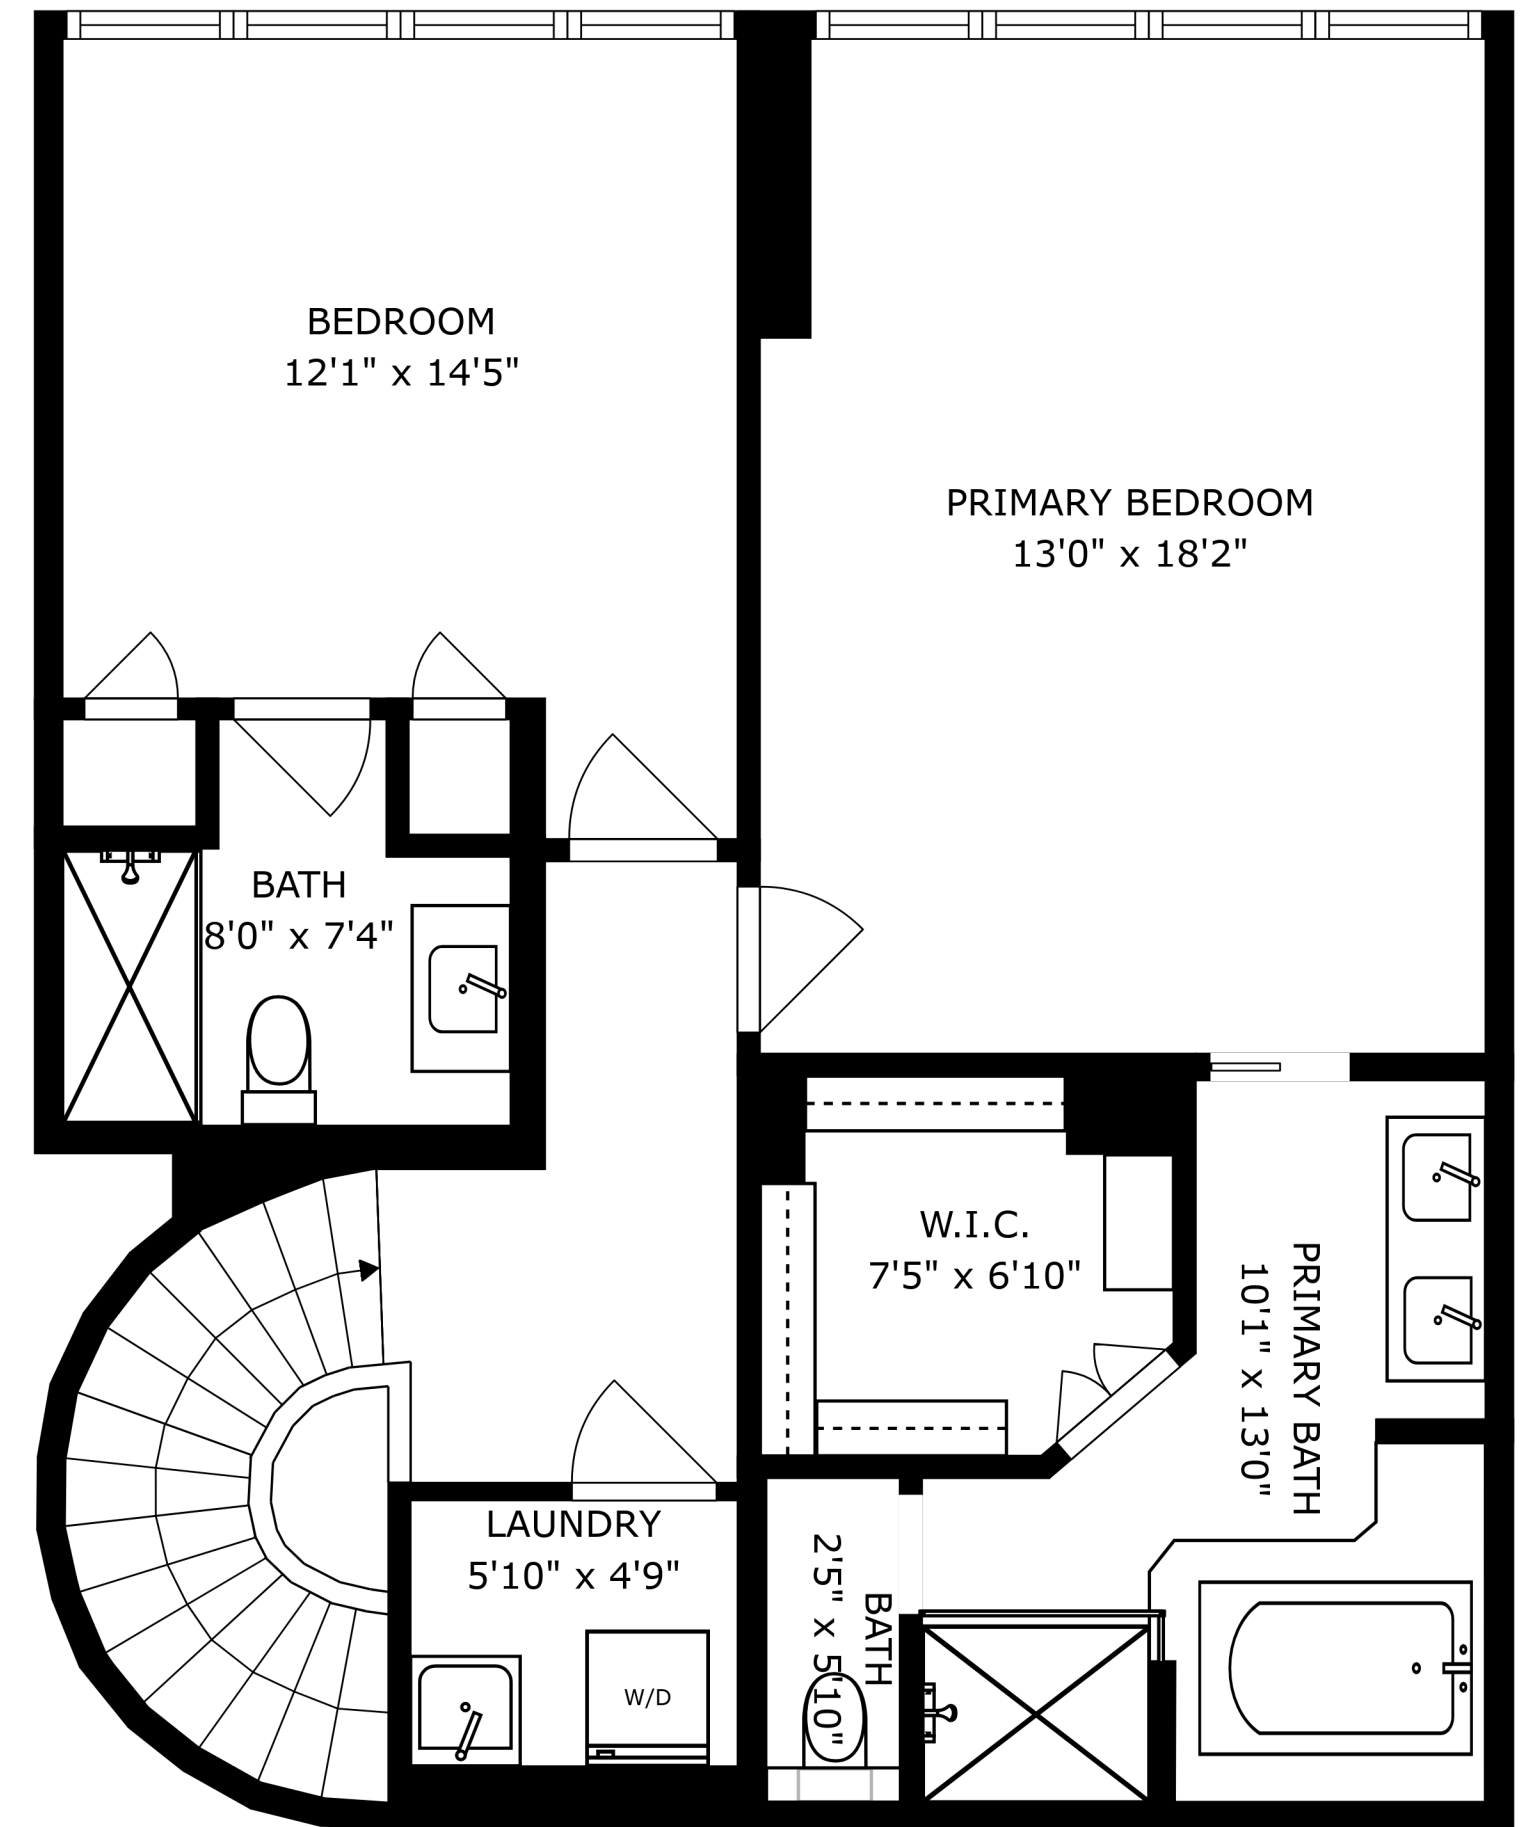 BEDROOM
12'1" x 14'5"
PRIMARY BEDROOM
13'0" x 18'2"
BATH
8'0" x 7'4"
W.I.C.
7'5" x 6'10"
PRIMARY BATH
10'1" x 13'0"
LAUNDRY
5'10" x 4'9"
W/D
BATH
2'5" x 5'10"